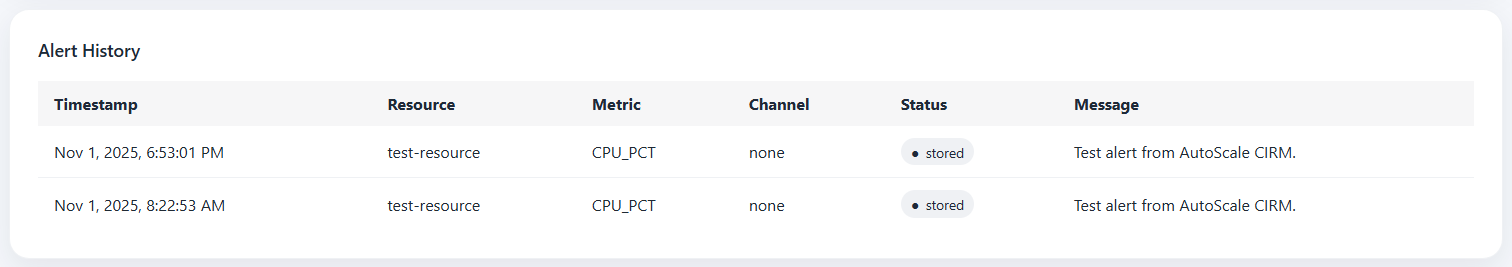 Alert History
Timestamp Resource Metric Channel Status Message
Nov 1, 2025, 6:53:01 PM test-resource CPU_PCT none • stored Test alert from AutoScale CIRM.
Nov 1, 2025, 8:22:53 AM test-resource CPU_PCT none • stored Test alert from AutoScale CIRM.